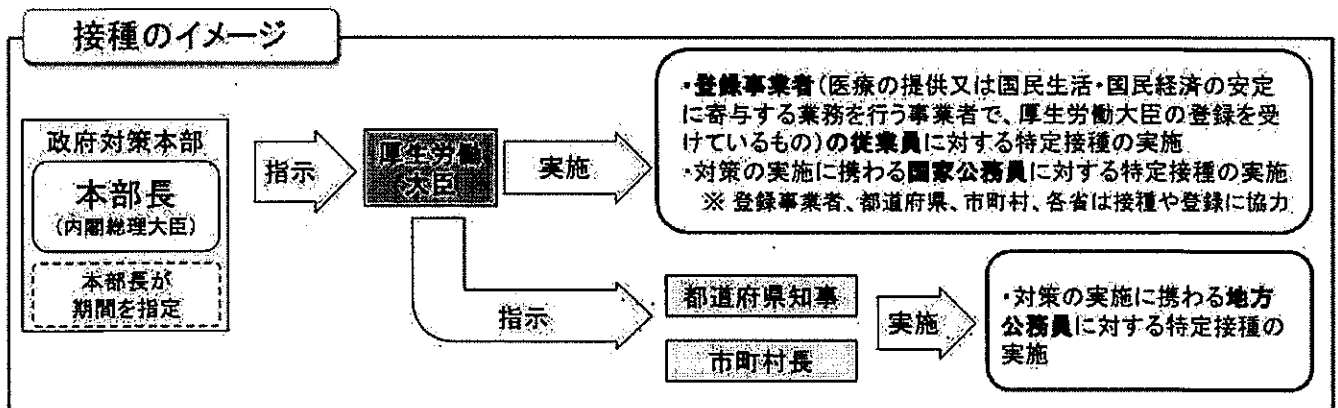 接種のイメージ
政府対策本部
本部長
(内閣総理大臣)
本部長が
期間を指定
指示
厚生労働
大臣
実施
・登録事業者(医療の提供又は国民生活・国民経済の安定
に寄与する業務を行う事業者で、厚生労働大臣の登録を受
けているもの)の従業員に対する特定接種の実施
・対策の実施に携わる国家公務員に対する特定接種の実施
※ 登録事業者、都道府県、市町村、各省は接種や登録に協力
指示
都道府県知事
市町村長
実施
・対策の実施に携わる地方
公務員に対する特定接種の
実施